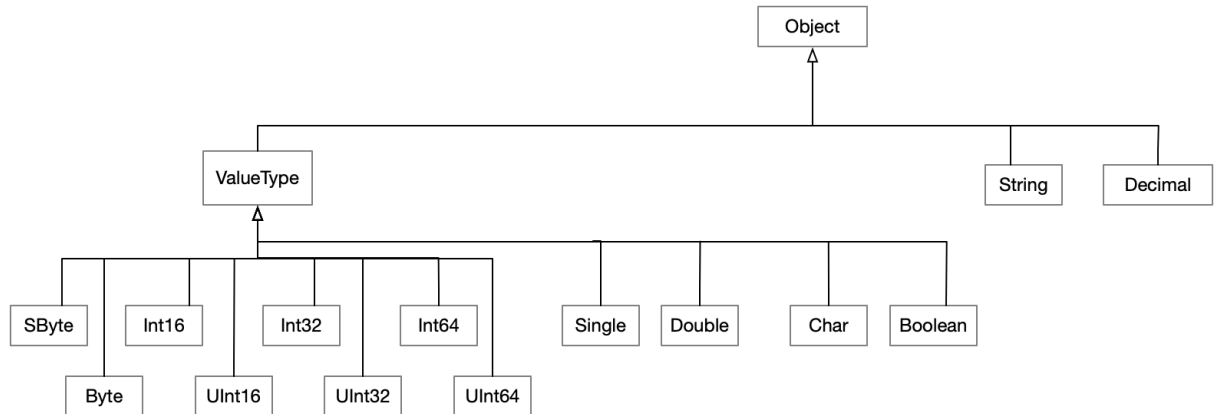 Object
ValueType
String
Decimal
SByte
Int16
Int32
Int64
Single
Double
Char
Boolean
Byte
UInt16
UInt32
UInt64